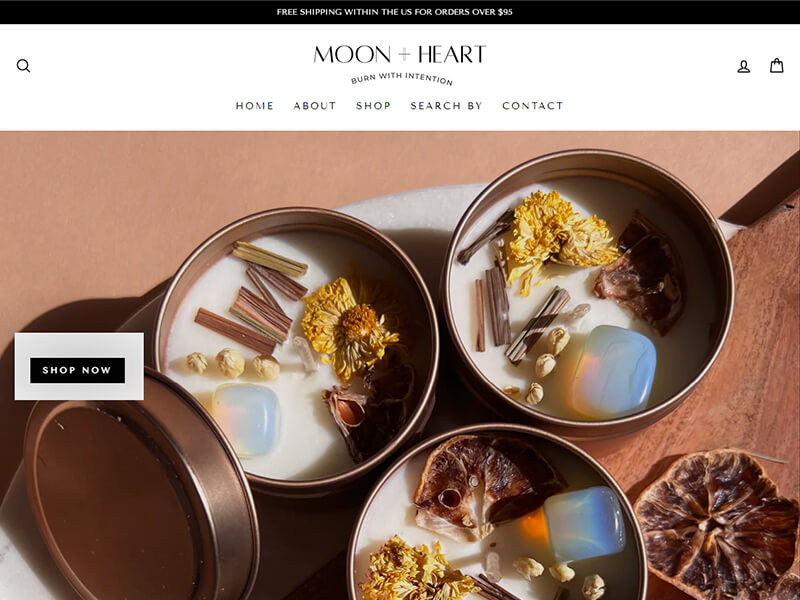 FREE SHIPPING WITHIN THE US FOR ORDERS OVER $95
MOON + HEART
BURN WITH INTENTION
HOME ABOUT SHOP SEARCH BY CONTACT
SHOP NOW